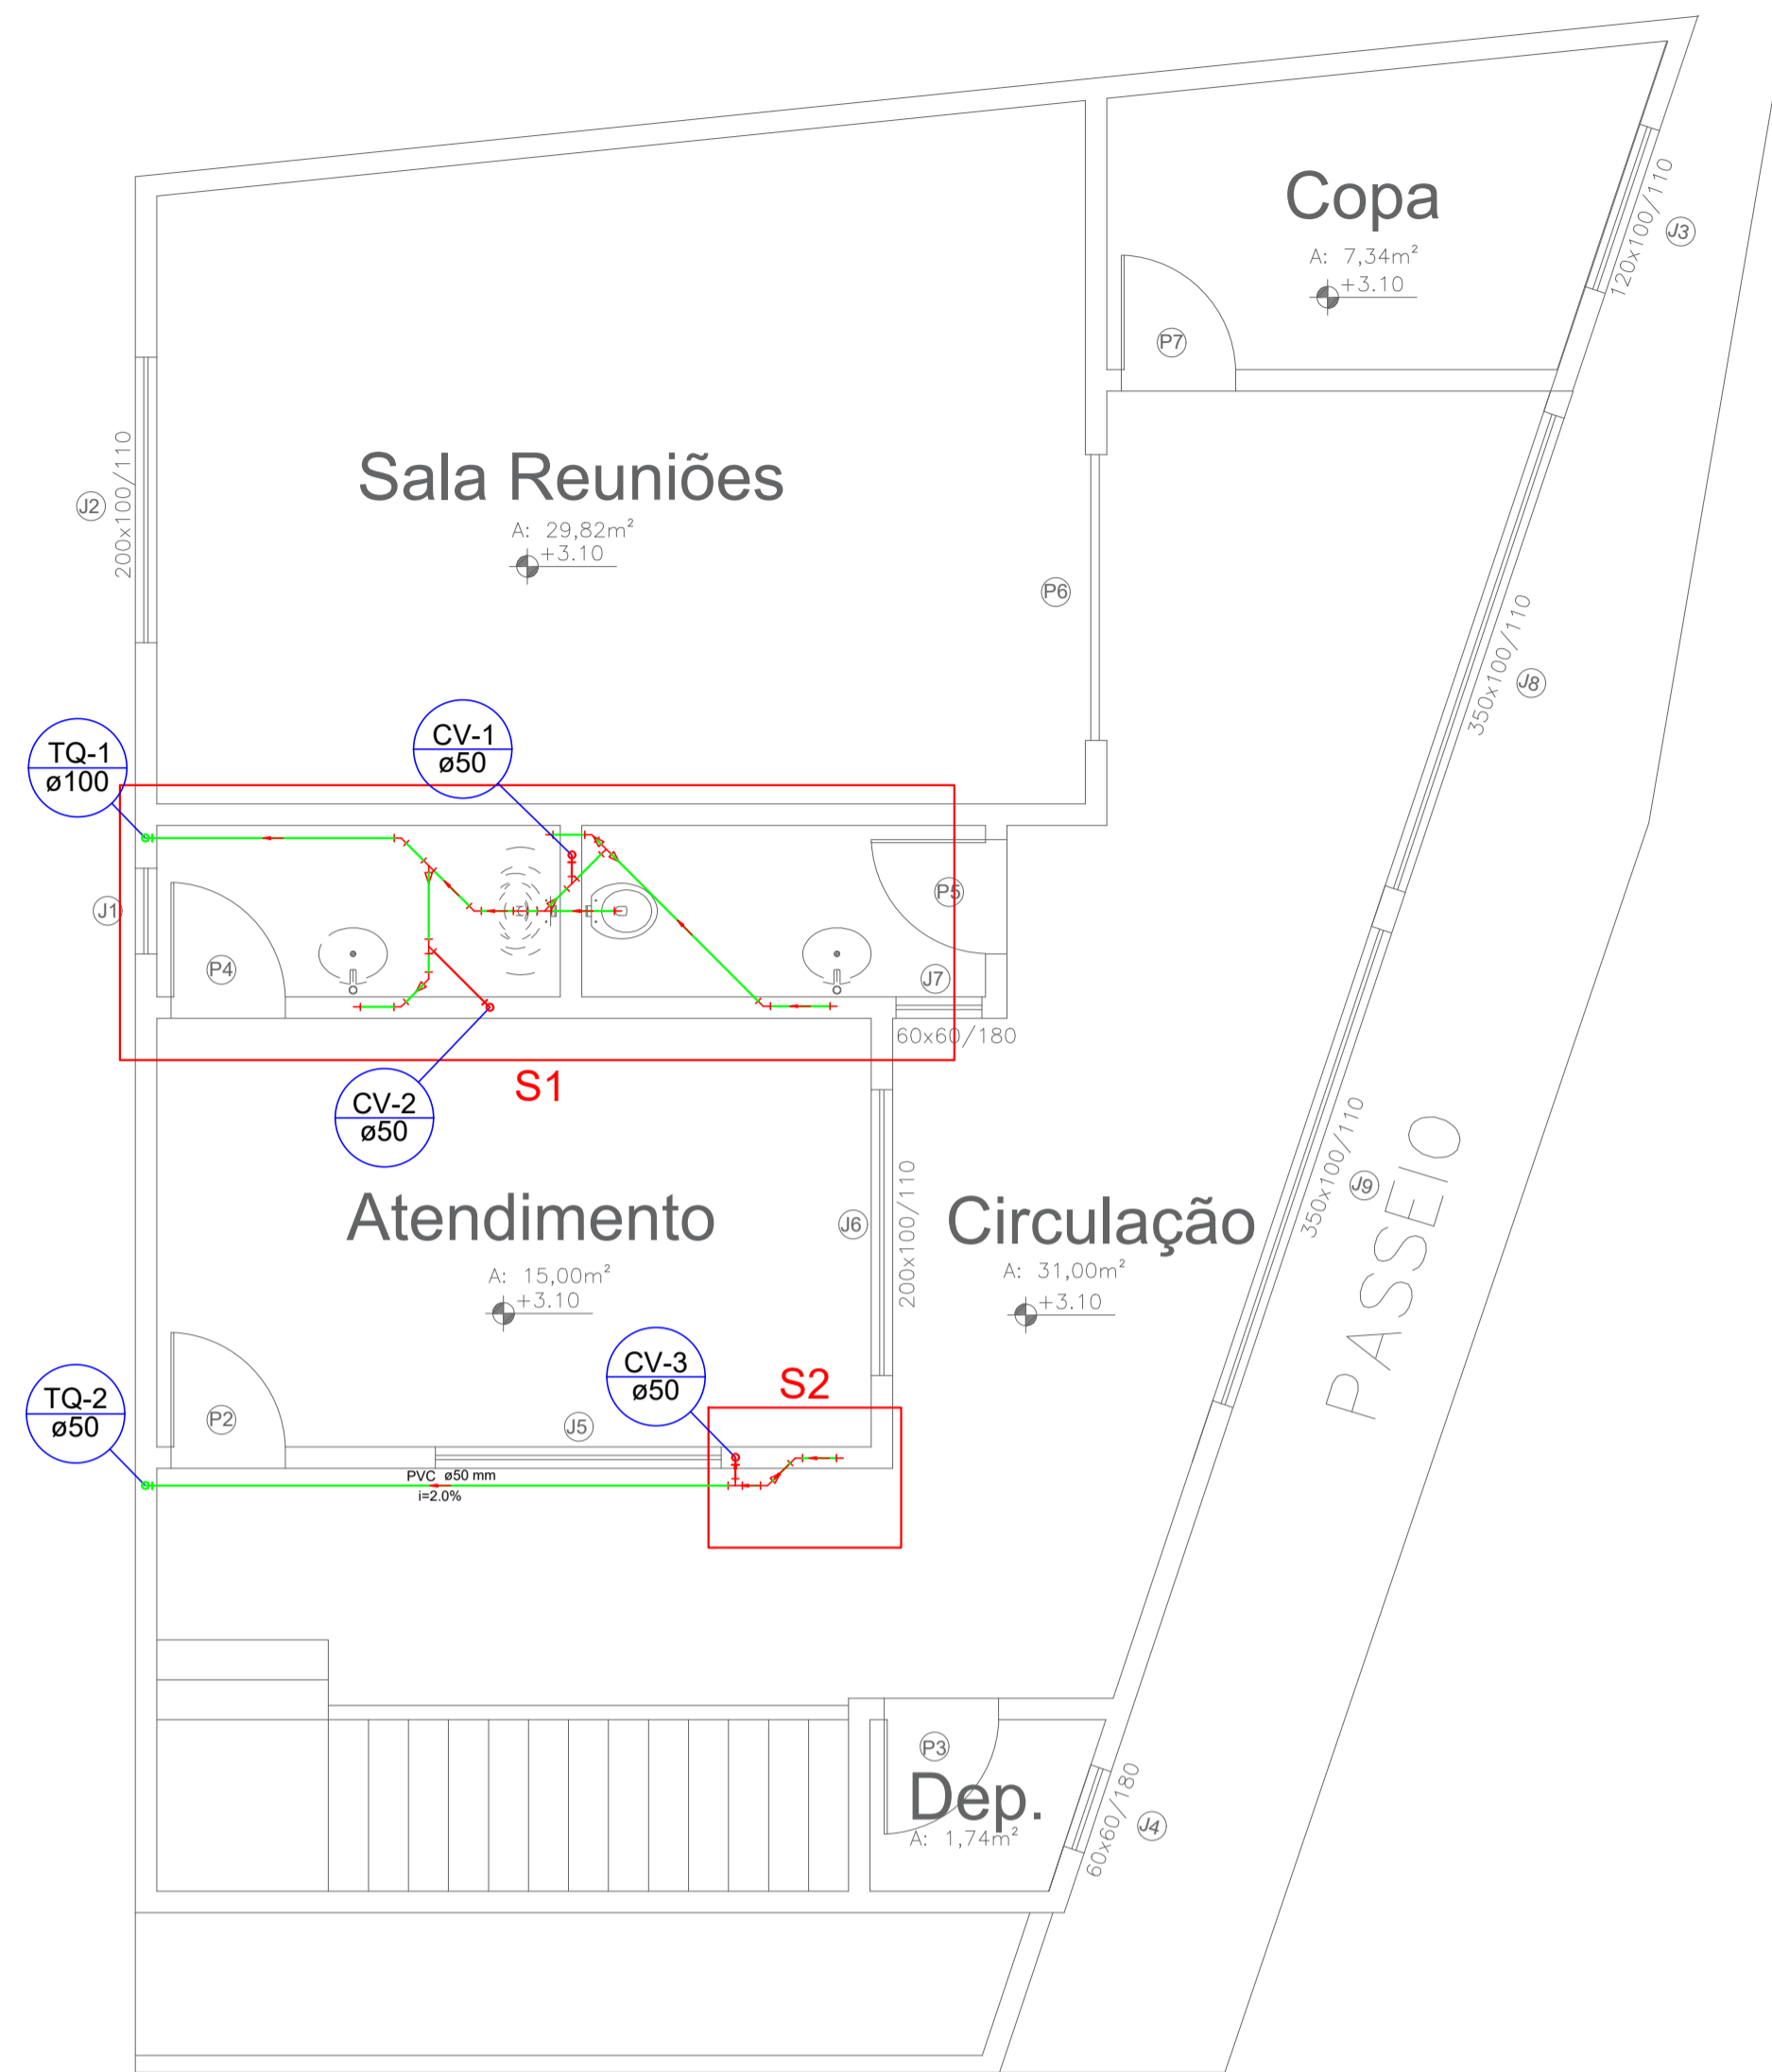 Copa
A: 7,34m²
+3.10
120x100/110
J3
P7
Sala Reuniões
A: 29,82m²
+3.10
J2
200x100/110
P6
350x100/110
J8
TQ-1
ø100
CV-1
ø50
J1
P4
P5
J7
60x60/180
S1
CV-2
ø50
Atendimento
A: 15,00m²
+3.10
J6
200x100/110
Circulação
A: 31,00m²
+3.10
350x100/110
J9
PASSEIO
TQ-2
ø50
P2
J5
CV-3
ø50
S2
PVC ø50 mm
i=2.0%
P3
Dep.
A: 1,74m²
60x60/180
J4